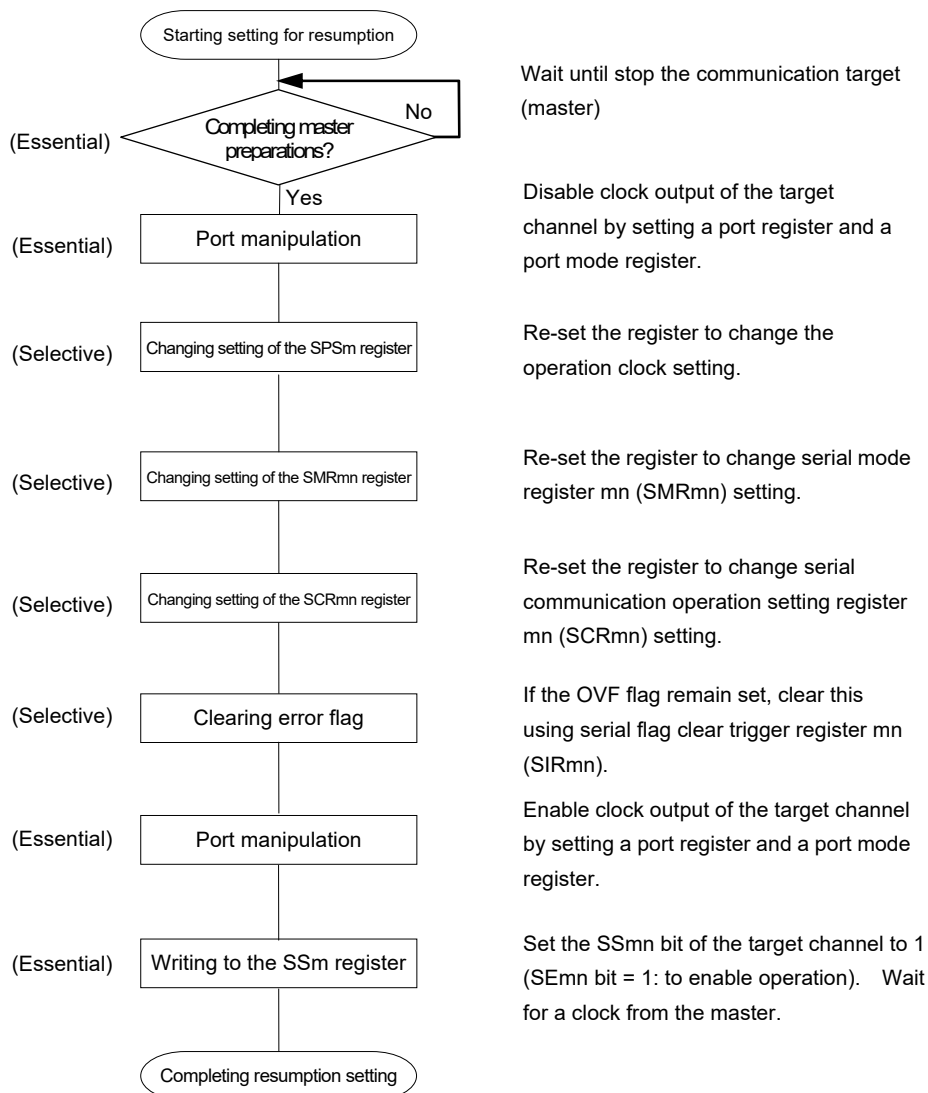 Starting setting for resumption
Wait until stop the communication target
(master)
No
(Essential)
Completing master
preparations?
Yes
Disable clock output of the target
channel by setting a port register and a
port mode register.
(Essential)
Port manipulation
(Selective)
Changing setting of the SPSm register
Re-set the register to change the
operation clock setting.
(Selective)
Changing setting of the SMRmn register
Re-set the register to change serial mode
register mn (SMRmn) setting.
(Selective)
Changing setting of the SCRmn register
Re-set the register to change serial
communication operation setting register
mn (SCRmn) setting.
(Selective)
Clearing error flag
If the OVF flag remain set, clear this
using serial flag clear trigger register mn
(SIRmn).
(Essential)
Port manipulation
Enable clock output of the target channel
by setting a port register and a port mode
register.
(Essential)
Writing to the SSm register
Set the SSmn bit of the target channel to 1
(SEmn bit = 1: to enable operation). Wait
for a clock from the master.
Completing resumption setting